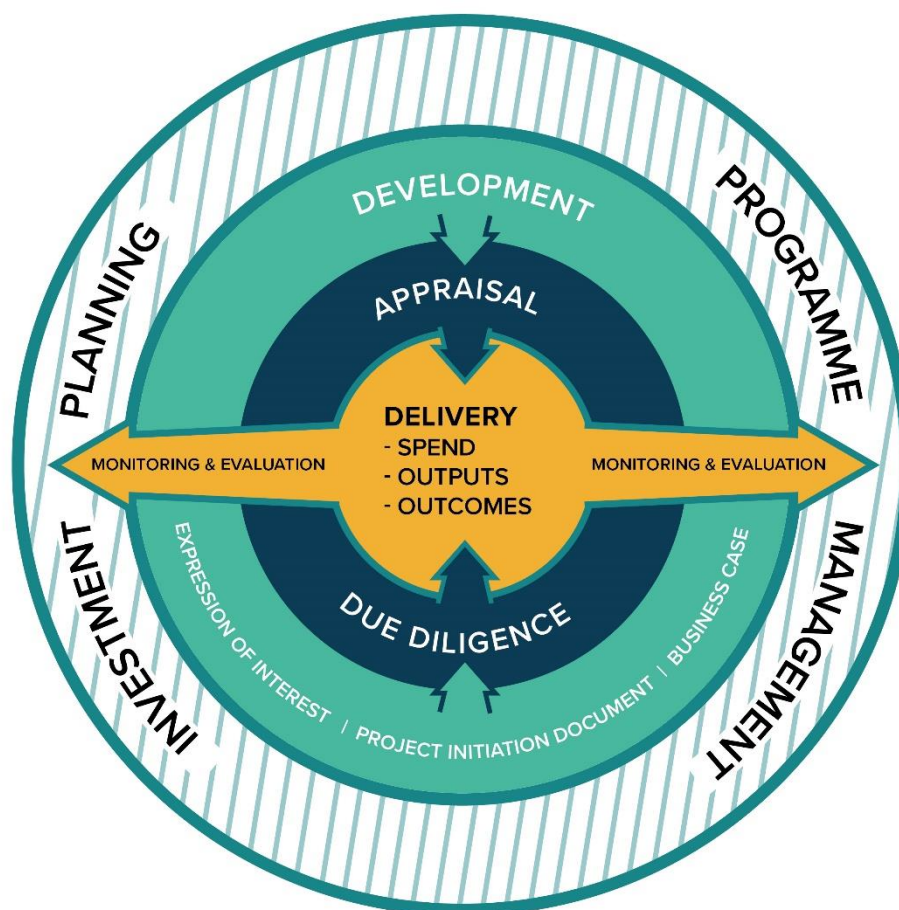 DEVELOPMENT
APPRAISAL
PLANNING
PROGRAMME
DELIVERY
- SPEND
- OUTPUTS
- OUTCOMES
MONITORING & EVALUATION
MONITORING & EVALUATION
INVESTMENT
MANAGEMENT
DUE DILIGENCE
EXPRESSION OF INTEREST | PROJECT INITIATION DOCUMENT | BUSINESS CASE